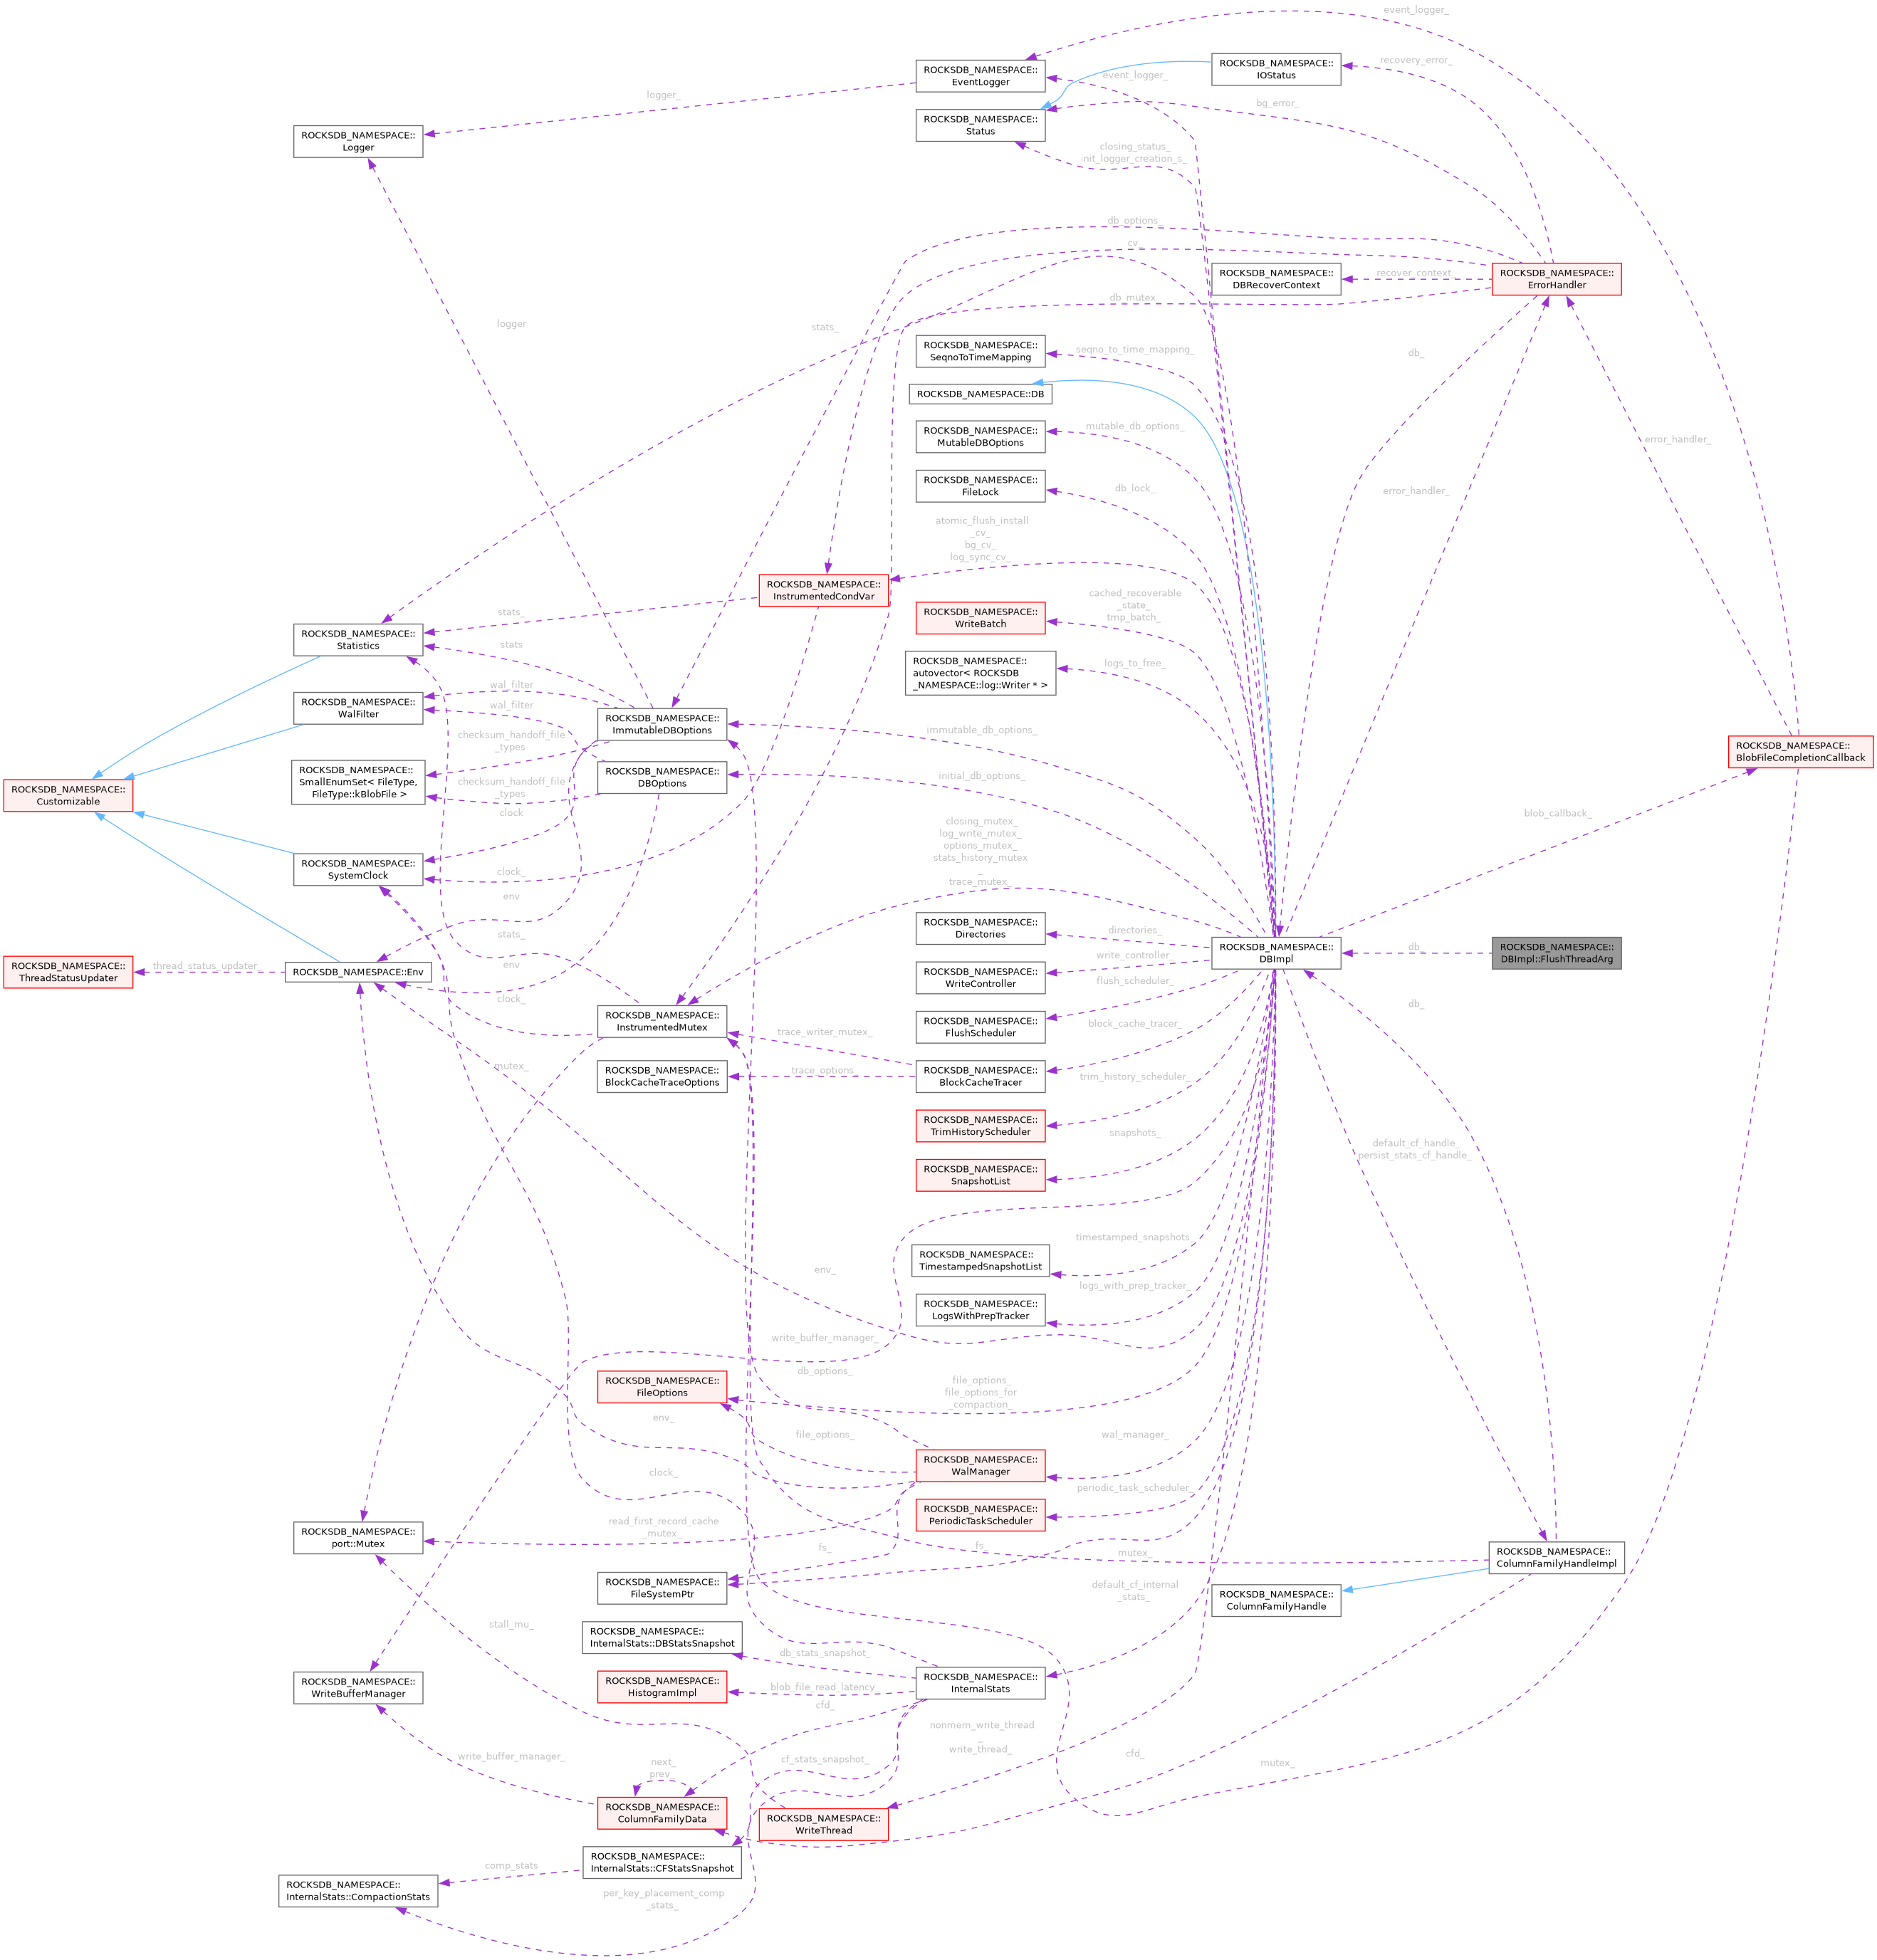 event_logger_
ROCKSDB_NAMESPACE::
EventLogger
ROCKSDB_NAMESPACE::
IOStatus
recovery_error_
event_logger_
logger_
bg_error_
ROCKSDB_NAMESPACE::
Status
ROCKSDB_NAMESPACE::
Logger
closing_status_
init_logger_creation_s_
db_options_
cv_
ROCKSDB_NAMESPACE::
DBRecoverContext
recover_context_
ROCKSDB_NAMESPACE::
ErrorHandler
db_mutex_
logger
stats_
ROCKSDB_NAMESPACE::
SeqnoToTimeMapping
seqno_to_time_mapping_
db_
ROCKSDB_NAMESPACE::DB
ROCKSDB_NAMESPACE::
MutableDBOptions
mutable_db_options_
error_handler_
ROCKSDB_NAMESPACE::
FileLock
db_lock_
error_handler_
atomic_flush_install
_cv_
bg_cv_
log_sync_cv_
ROCKSDB_NAMESPACE::
InstrumentedCondVar
stats_
ROCKSDB_NAMESPACE::
WriteBatch
cached_recoverable
_state_
tmp_batch_
ROCKSDB_NAMESPACE::
Statistics
stats
ROCKSDB_NAMESPACE::
autovector< ROCKSDB
_NAMESPACE::log::Writer * >
logs_to_free_
ROCKSDB_NAMESPACE::
WalFilter
wal_filter
wal_filter
ROCKSDB_NAMESPACE::
ImmutableDBOptions
immutable_db_options_
checksum_handoff_file
_types
ROCKSDB_NAMESPACE::
BlobFileCompletionCallback
ROCKSDB_NAMESPACE::
SmallEnumSet< FileType,
FileType::kBlobFile >
ROCKSDB_NAMESPACE::
DBOptions
initial_db_options_
checksum_handoff_file
_types
ROCKSDB_NAMESPACE::
Customizable
clock
blob_callback_
closing_mutex_
log_write_mutex_
options_mutex_
stats_history_mutex
_
trace_mutex_
ROCKSDB_NAMESPACE::
SystemClock
clock_
env
ROCKSDB_NAMESPACE::
Directories
directories_
stats_
ROCKSDB_NAMESPACE::
DBImpl
db_
ROCKSDB_NAMESPACE::
DBImpl::FlushThreadArg
ROCKSDB_NAMESPACE::
ThreadStatusUpdater
thread_status_updater_
ROCKSDB_NAMESPACE::Env
env
ROCKSDB_NAMESPACE::
WriteController
write_controller_
clock_
ROCKSDB_NAMESPACE::
InstrumentedMutex
ROCKSDB_NAMESPACE::
FlushScheduler
flush_scheduler_
db_
trace_writer_mutex_
block_cache_tracer_
mutex_
ROCKSDB_NAMESPACE::
BlockCacheTraceOptions
trace_options_
ROCKSDB_NAMESPACE::
BlockCacheTracer
trim_history_scheduler_
ROCKSDB_NAMESPACE::
TrimHistoryScheduler
snapshots_
default_cf_handle_
persist_stats_cf_handle_
ROCKSDB_NAMESPACE::
SnapshotList
timestamped_snapshots_
ROCKSDB_NAMESPACE::
TimestampedSnapshotList
env_
logs_with_prep_tracker_
ROCKSDB_NAMESPACE::
LogsWithPrepTracker
write_buffer_manager_
db_options_
ROCKSDB_NAMESPACE::
FileOptions
file_options_
file_options_for
_compaction_
env_
file_options_
wal_manager_
ROCKSDB_NAMESPACE::
WalManager
clock_
periodic_task_scheduler_
ROCKSDB_NAMESPACE::
PeriodicTaskScheduler
read_first_record_cache
_mutex_
ROCKSDB_NAMESPACE::
port::Mutex
fs_
fs_
mutex_
ROCKSDB_NAMESPACE::
ColumnFamilyHandleImpl
ROCKSDB_NAMESPACE::
FileSystemPtr
default_cf_internal
_stats_
ROCKSDB_NAMESPACE::
ColumnFamilyHandle
stall_mu_
ROCKSDB_NAMESPACE::
InternalStats::DBStatsSnapshot
db_stats_snapshot_
ROCKSDB_NAMESPACE::
WriteBufferManager
ROCKSDB_NAMESPACE::
HistogramImpl
blob_file_read_latency_
ROCKSDB_NAMESPACE::
InternalStats
cfd_
nonmem_write_thread
_
write_thread_
write_buffer_manager_
next_
prev_
cf_stats_snapshot_
cfd_
mutex_
ROCKSDB_NAMESPACE::
ColumnFamilyData
ROCKSDB_NAMESPACE::
WriteThread
comp_stats
ROCKSDB_NAMESPACE::
InternalStats::CFStatsSnapshot
ROCKSDB_NAMESPACE::
InternalStats::CompactionStats
per_key_placement_comp
_stats_